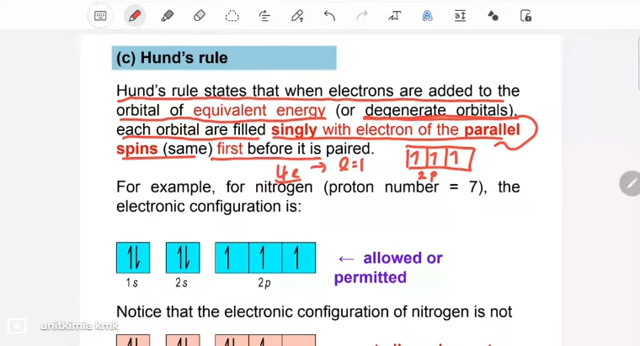 (c) Hund's rule
Hund's rule states that when electrons are added to the
orbital of equivalent energy (or degenerate orbitals),
each orbital are filled singly with electron of the parallel
spins (same) first before it is paired.
2p
For example, for nitrogen (proton number = 7), the
electronic configuration is:
← allowed or
permitted
1s 2s 2p
Notice that the electronic configuration of nitrogen is not
unitkimia kmk